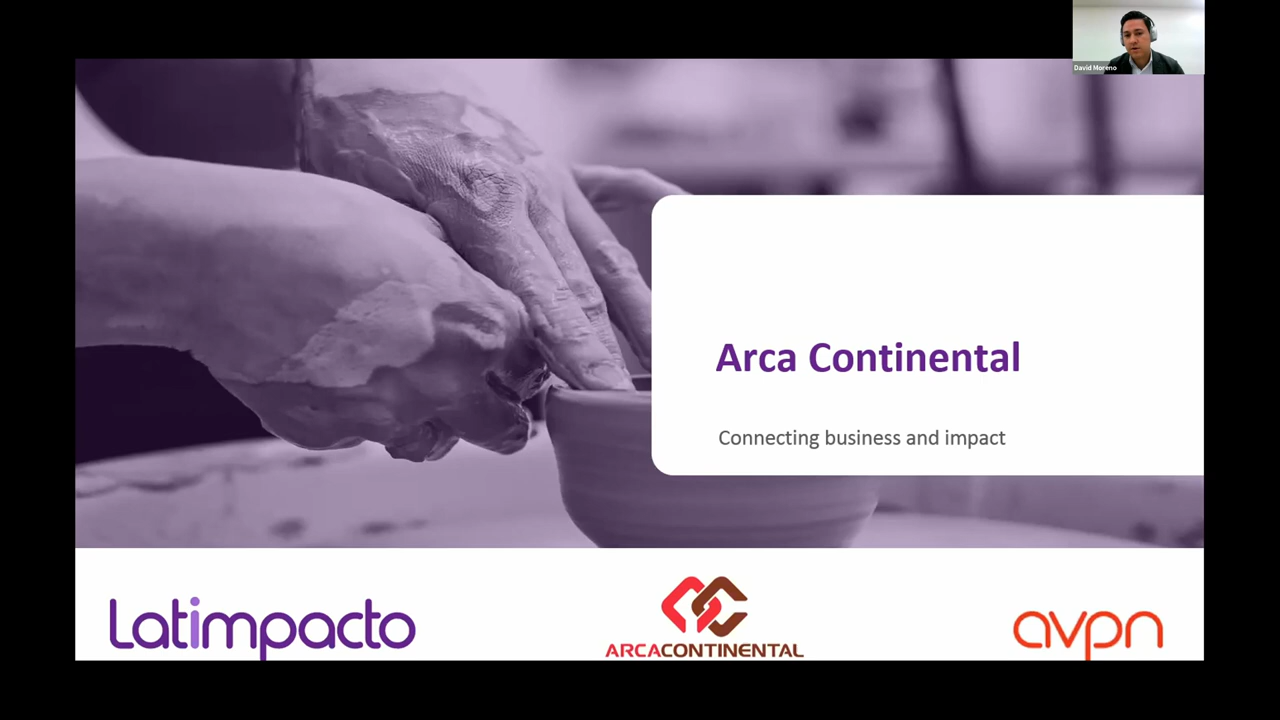 David Moreno
Arca Continental
Connecting business and impact
Latimpacto
ARCACONTINENTAL
avpn